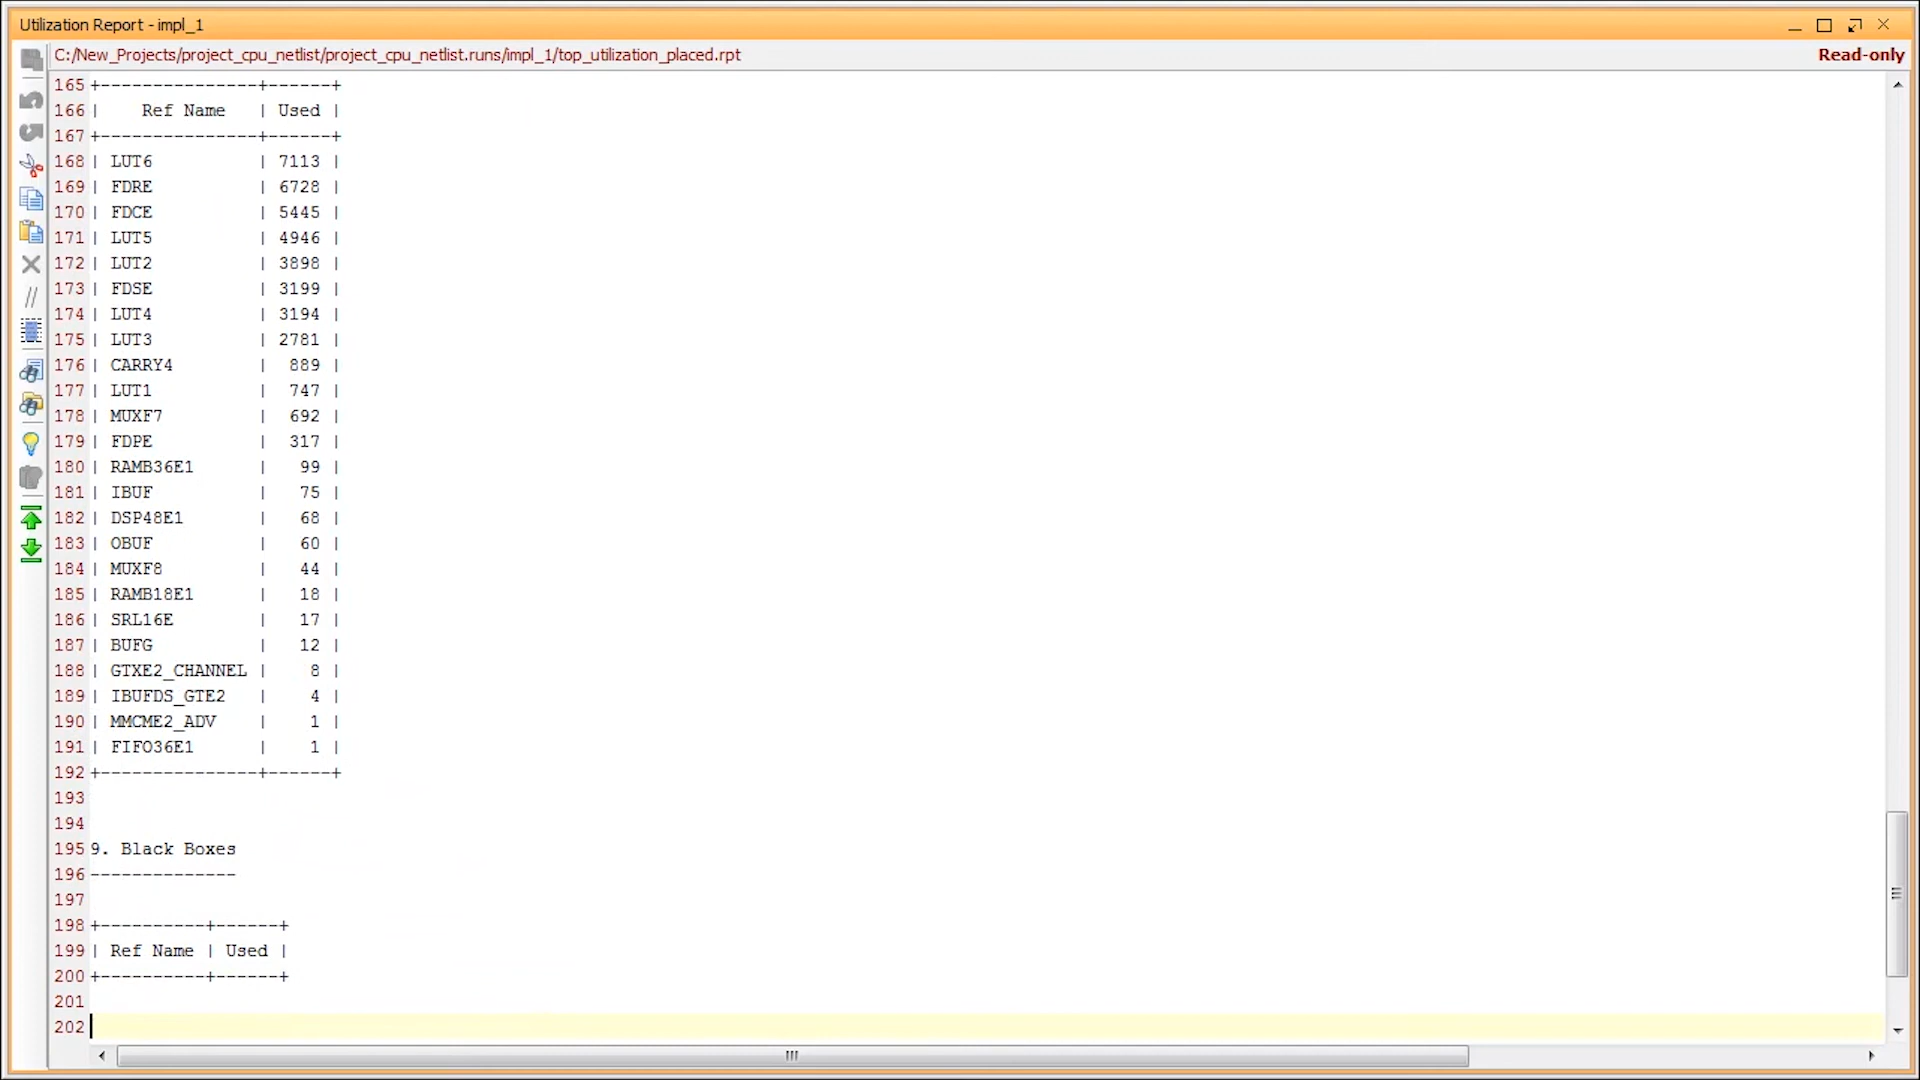 Utilization Report - impl_1
C:/New_Projects/project_cpu_netlist/project_cpu_netlist.runs/impl_1/top_utilization_placed.rpt Read-only
165 +---------------+------+
166 |    Ref Name   | Used |
167 +---------------+------+
168 | LUT6          | 7113 |
169 | FDRE          | 6728 |
170 | FDCE          | 5445 |
171 | LUT5          | 4946 |
172 | LUT2          | 3898 |
173 | FDSE          | 3199 |
174 | LUT4          | 3194 |
175 | LUT3          | 2781 |
176 | CARRY4        |  889 |
177 | LUT1          |  747 |
178 | MUXF7         |  692 |
179 | FDPE          |  317 |
180 | RAMB36E1      |   99 |
181 | IBUF          |   75 |
182 | DSP48E1       |   68 |
183 | OBUF          |   60 |
184 | MUXF8         |   44 |
185 | RAMB18E1      |   18 |
186 | SRL16E        |   17 |
187 | BUFG          |   12 |
188 | GTXE2_CHANNEL |    8 |
189 | IBUFDS_GTE2   |    4 |
190 | MMCME2_ADV    |    1 |
191 | FIFO36E1      |    1 |
192 +---------------+------+
193
194
195 9. Black Boxes
196 --------------
197
198 +----------+------+
199 | Ref Name | Used |
200 +----------+------+
201
202